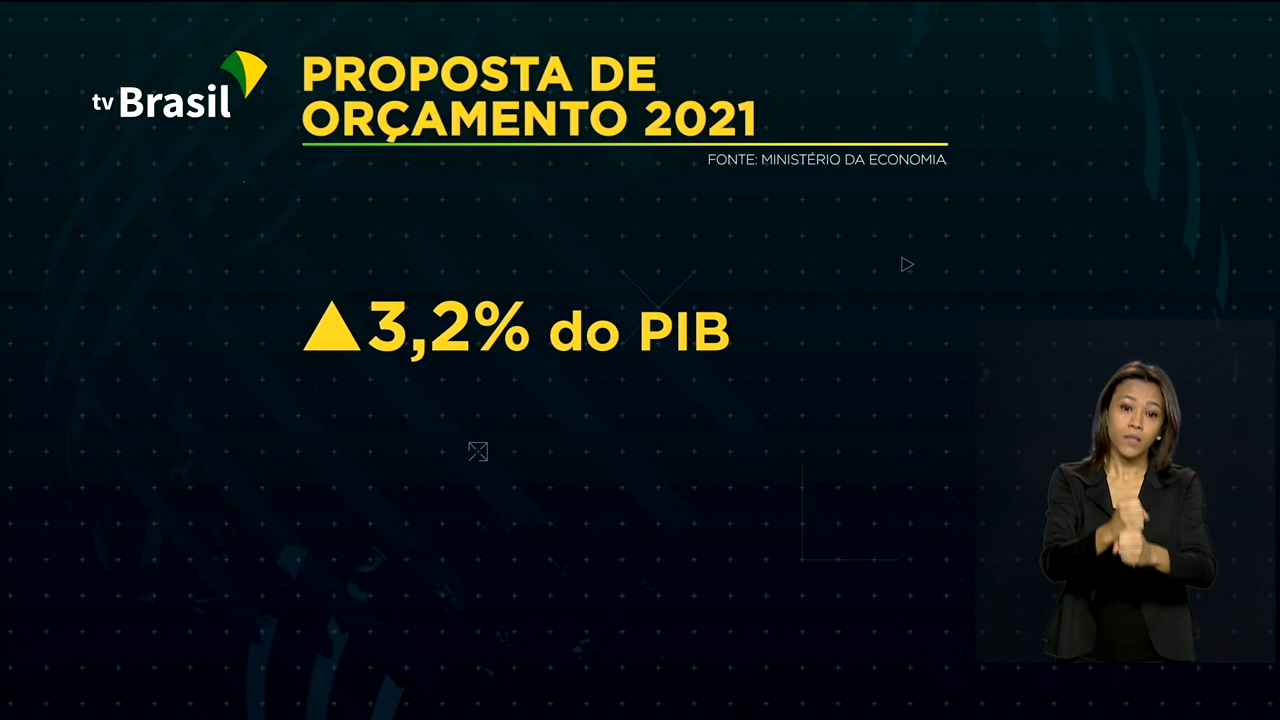 tv Brasil
PROPOSTA DE
ORÇAMENTO 2021
FONTE: MINISTÉRIO DA ECONOMIA
▲3,2% do PIB